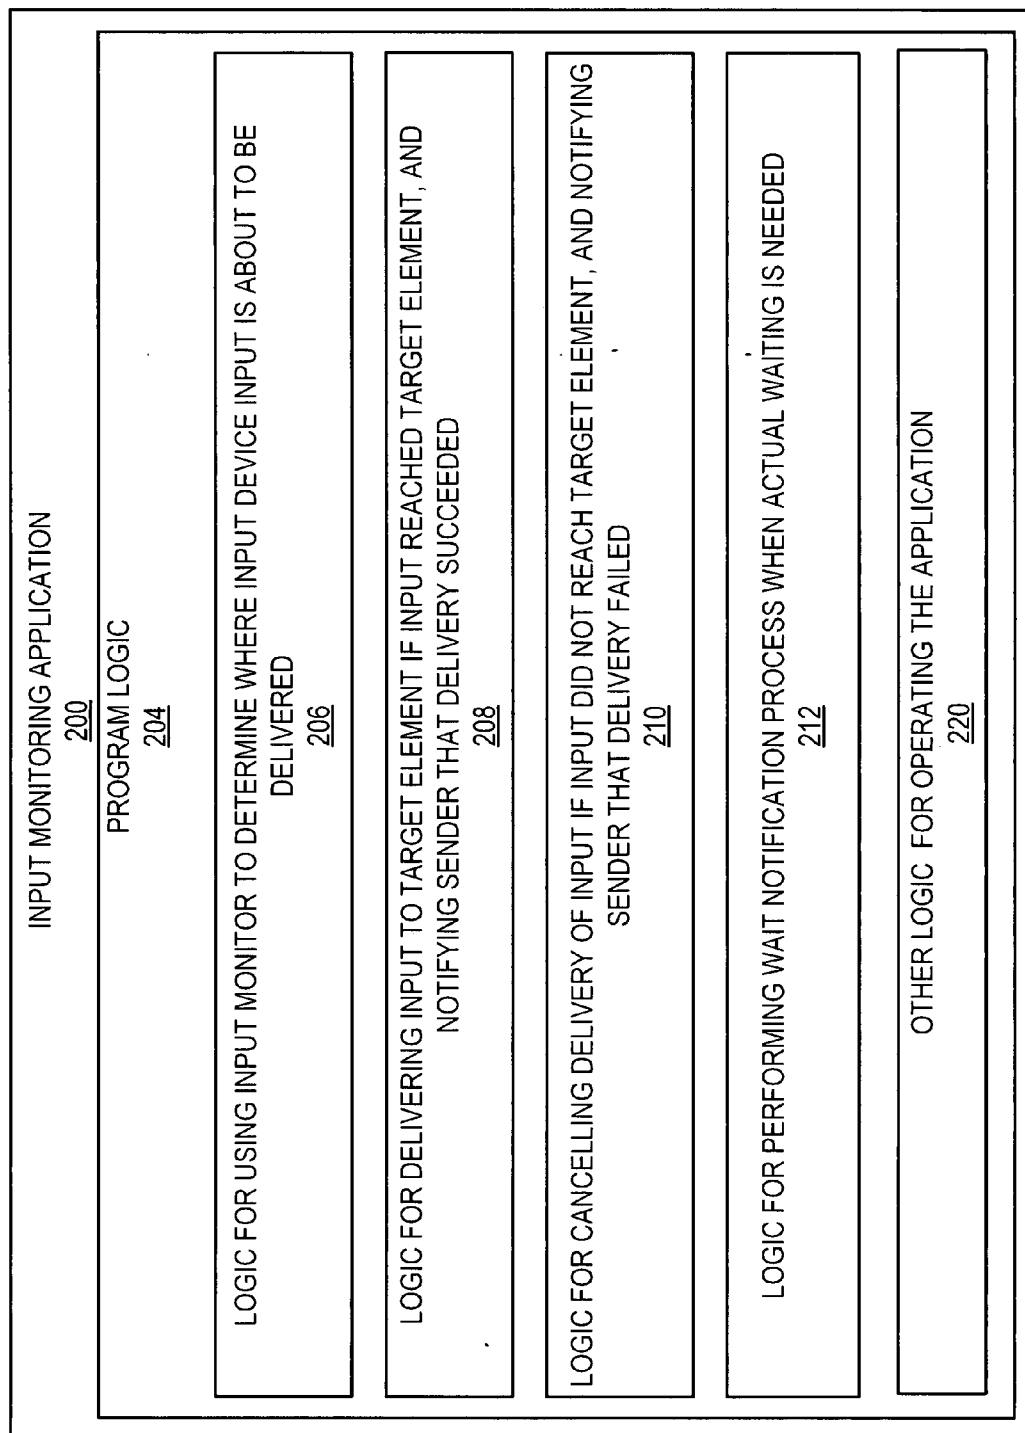 INPUT MONITORING APPLICATION
200
PROGRAM LOGIC
204
LOGIC FOR USING INPUT MONITOR TO DETERMINE WHERE INPUT DEVICE INPUT IS ABOUT TO BE
DELIVERED
206
LOGIC FOR DELIVERING INPUT TO TARGET ELEMENT IF INPUT REACHED TARGET ELEMENT, AND
NOTIFYING SENDER THAT DELIVERY SUCCEEDED
208
LOGIC FOR CANCELLING DELIVERY OF INPUT IF INPUT DID NOT REACH TARGET ELEMENT, AND NOTIFYING
SENDER THAT DELIVERY FAILED
210
LOGIC FOR PERFORMING WAIT NOTIFICATION PROCESS WHEN ACTUAL WAITING IS NEEDED
212
OTHER LOGIC FOR OPERATING THE APPLICATION
220